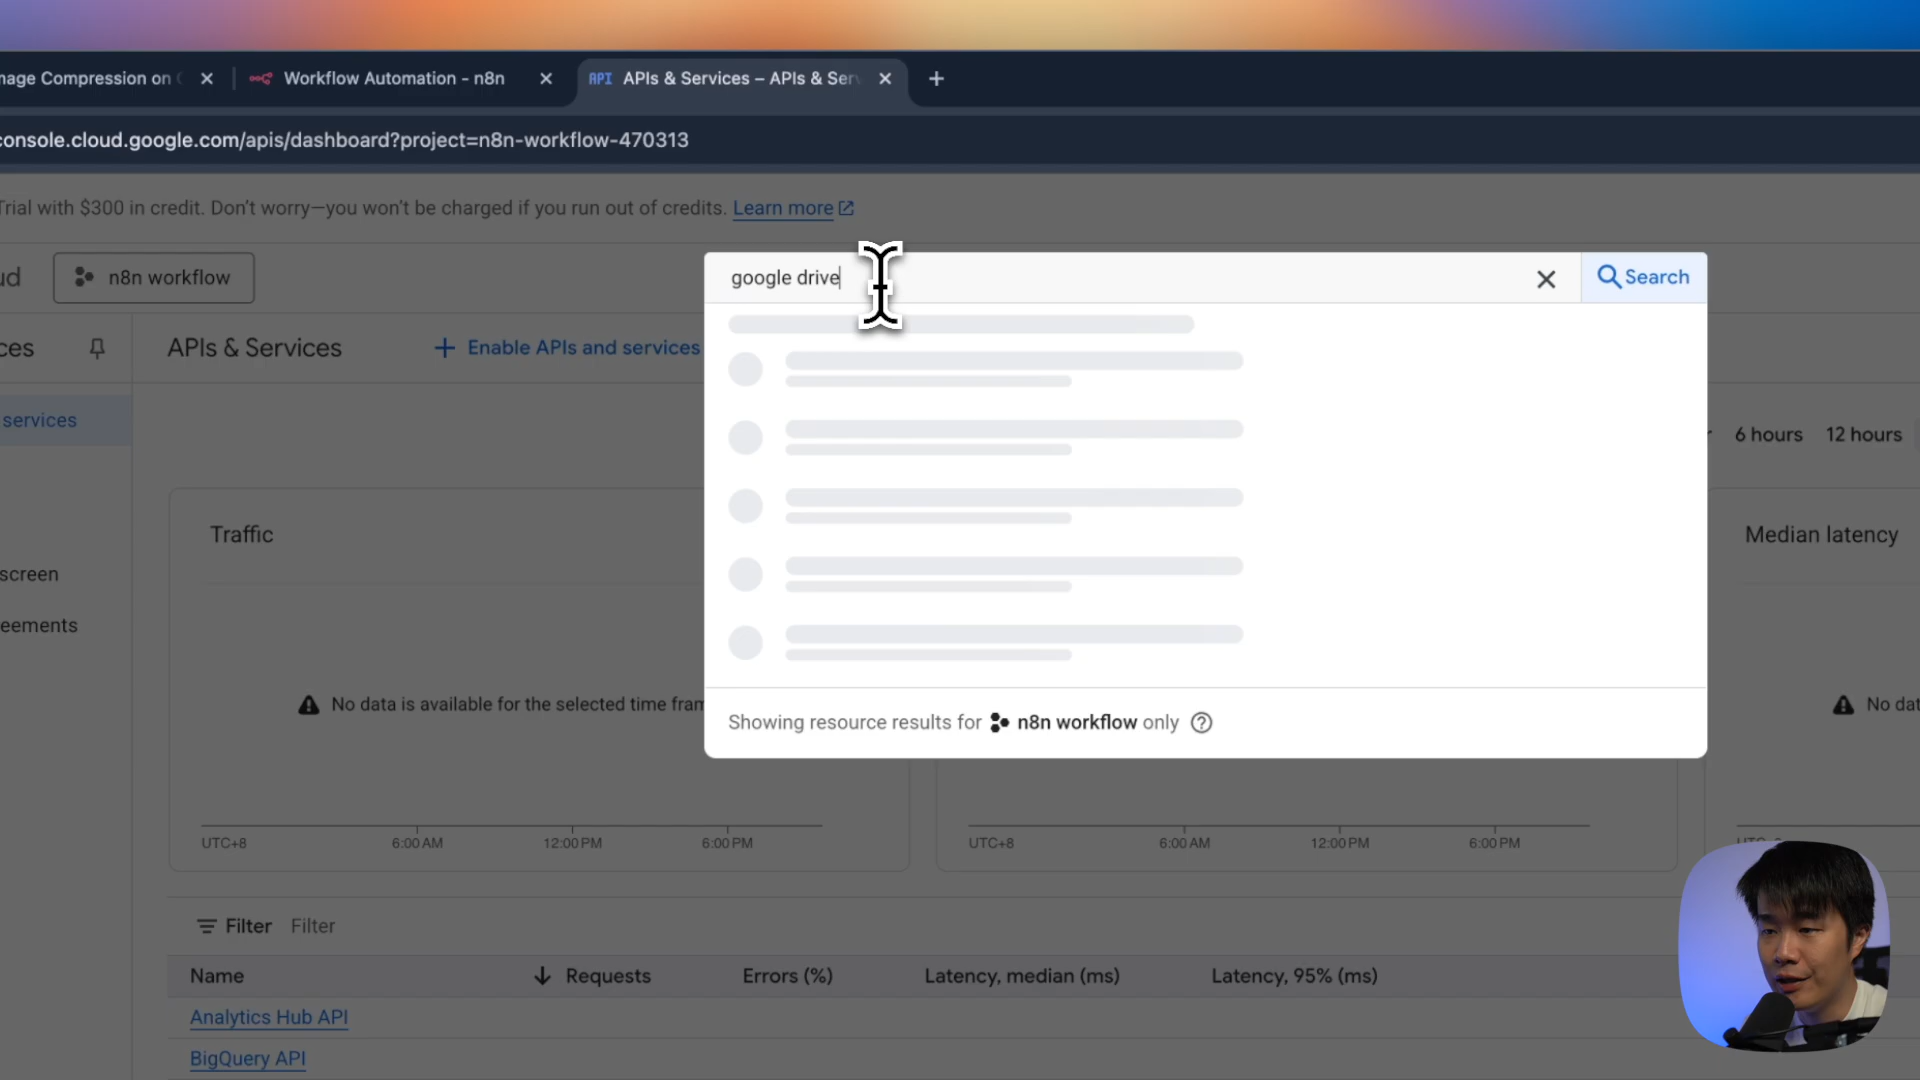 mage Compression on
Workflow Automation - n8n
API APIs & Services – APIs & Ser
console.cloud.google.com/apis/dashboard?project=n8n-workflow-470313
Trial with $300 in credit. Don't worry—you won't be charged if you run out of credits. Learn more
ud
n8n workflow
google drive
Search
ces
APIs & Services
+ Enable APIs and services
services
6 hours
12 hours
Traffic
Median latency
screen
eements
No data is available for the selected time fram
No dat
Showing resource results for n8n workflow only
UTC+8 6:00 AM 12:00 PM 6:00 PM
UTC+8 6:00 AM 12:00 PM 6:00 PM
Filter Filter
Name Requests Errors (%) Latency, median (ms) Latency, 95% (ms)
Analytics Hub API
BigQuery API